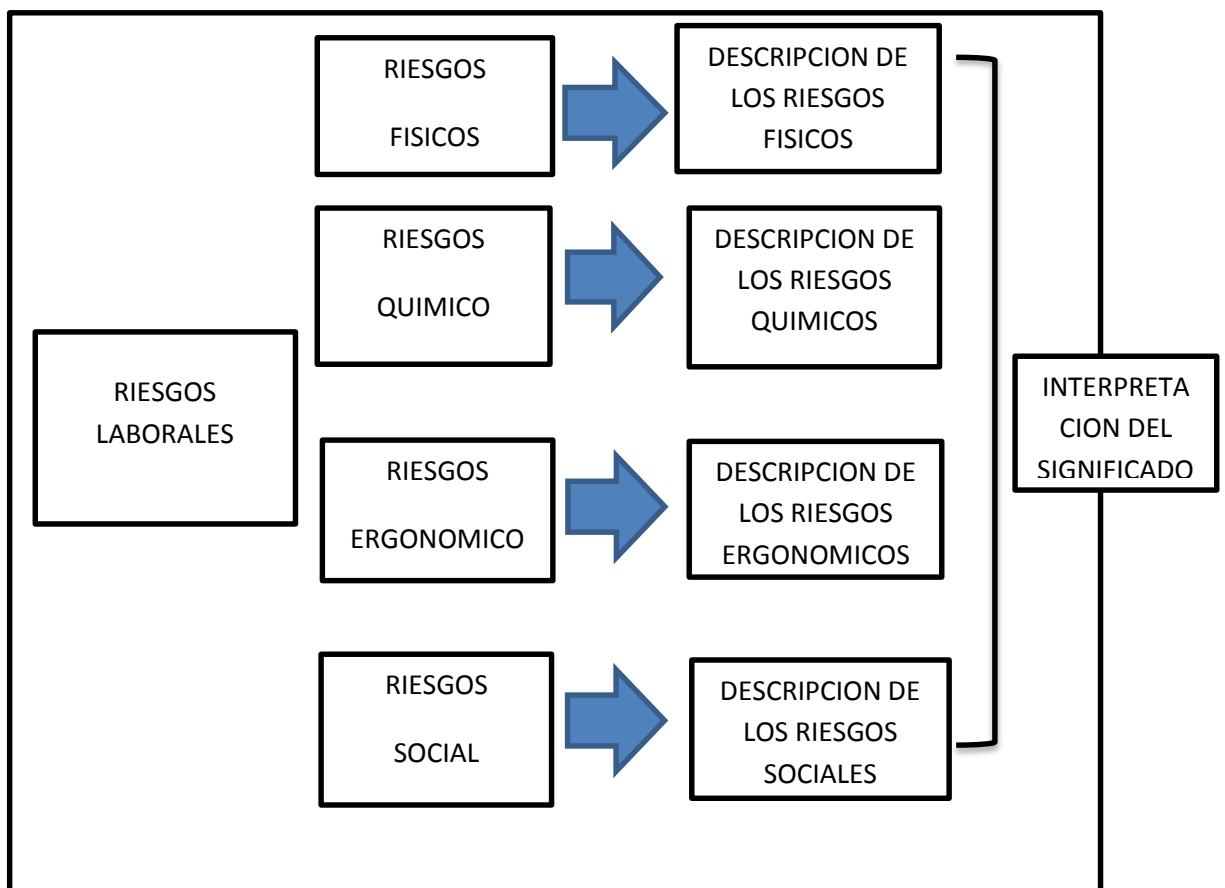 RIESGOS
FISICOS
DESCRIPCION DE
LOS RIESGOS
FISICOS
RIESGOS
QUIMICO
DESCRIPCION DE
LOS RIESGOS
QUIMICOS
RIESGOS
LABORALES
INTERPRETA
CION DEL
SIGNIFICADO
RIESGOS
ERGONOMICO
DESCRIPCION DE
LOS RIESGOS
ERGONOMICOS
RIESGOS
SOCIAL
DESCRIPCION DE
LOS RIESGOS
SOCIALES